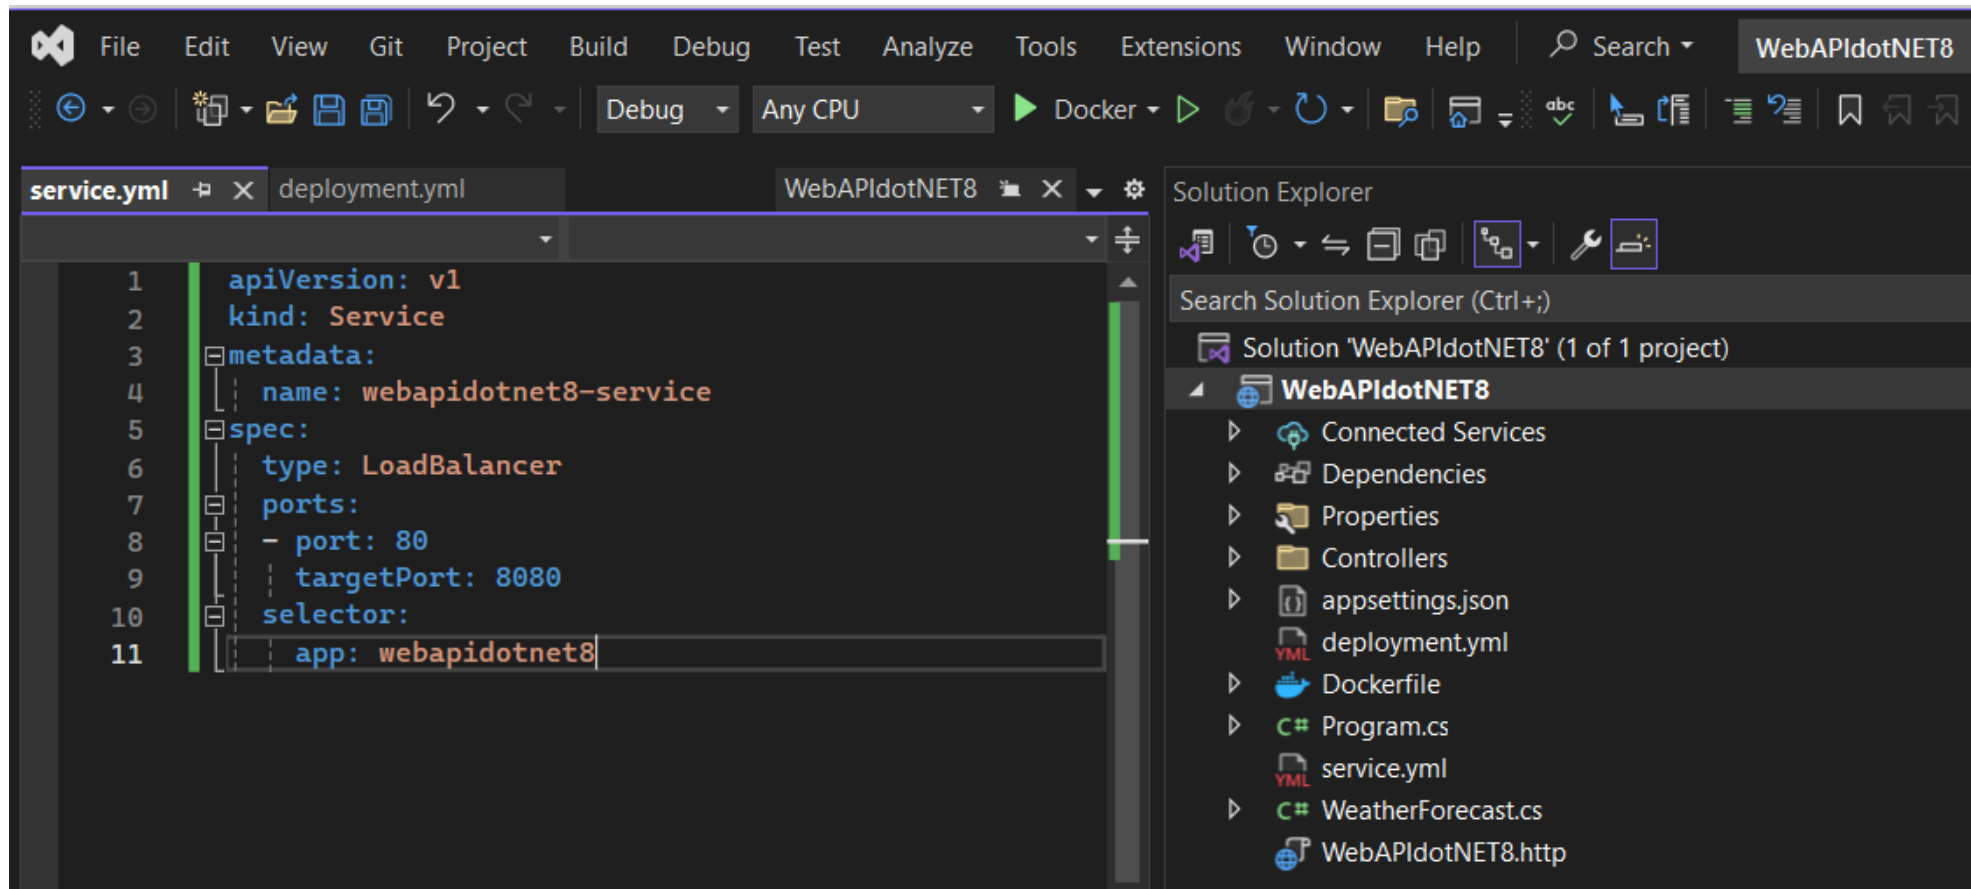 File Edit View Git Project Build Debug Test Analyze Tools Extensions Window Help Search WebAPIdotNET8
Debug Any CPU Docker abc
service.yml deployment.yml WebAPIdotNET8
1 apiVersion: v1
2 kind: Service
3 metadata:
4 name: webapidotnet8-service
5 spec:
6 type: LoadBalancer
7 ports:
8 - port: 80
9 targetPort: 8080
10 selector:
11 app: webapidotnet8
Solution Explorer
Search Solution Explorer (Ctrl+;)
Solution 'WebAPIdotNET8' (1 of 1 project)
WebAPIdotNET8
Connected Services
Dependencies
Properties
Controllers
appsettings.json
YML deployment.yml
Dockerfile
C# Program.cs
YML service.yml
C# WeatherForecast.cs
WebAPIdotNET8.http